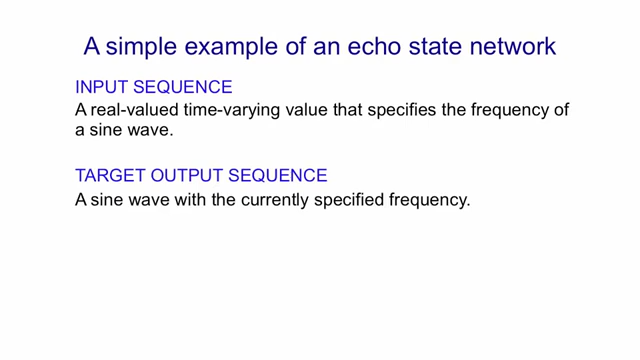 A simple example of an echo state network
INPUT SEQUENCE
A real-valued time-varying value that specifies the frequency of
a sine wave.
TARGET OUTPUT SEQUENCE
A sine wave with the currently specified frequency.